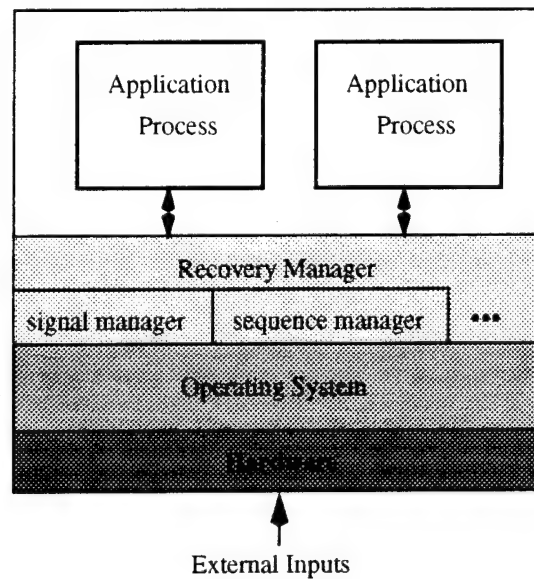 Application Application
Process Process
Recovery Manager
signal manager sequence manager •••
Operating System
Hardware
External Inputs